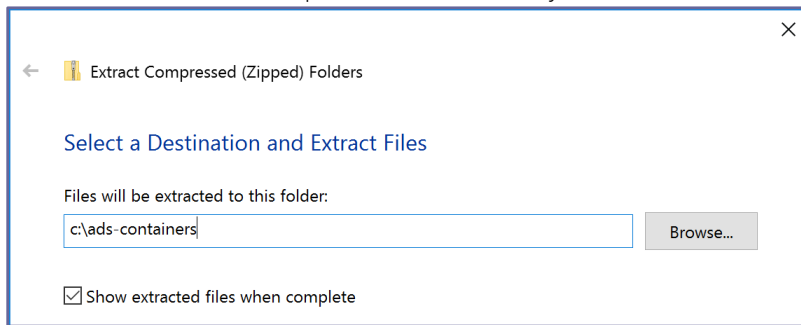 Extract Compressed (Zipped) Folders
Select a Destination and Extract Files
Files will be extracted to this folder:
c:\ads-containers
Browse...
Show extracted files when complete